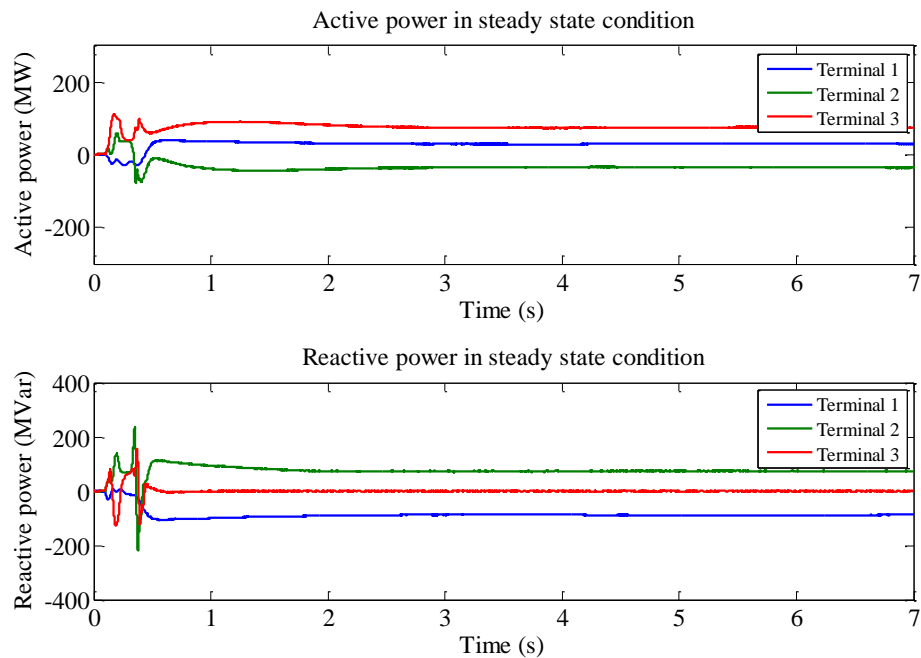 Active power in steady state condition
Active power (MW)
200
0
-200
Terminal 1
Terminal 2
Terminal 3
0 1 2 3 4 5 6 7
Time (s)
Reactive power in steady state condition
Reactive power (MVar)
400
200
0
-200
-400
Terminal 1
Terminal 2
Terminal 3
0 1 2 3 4 5 6 7
Time (s)